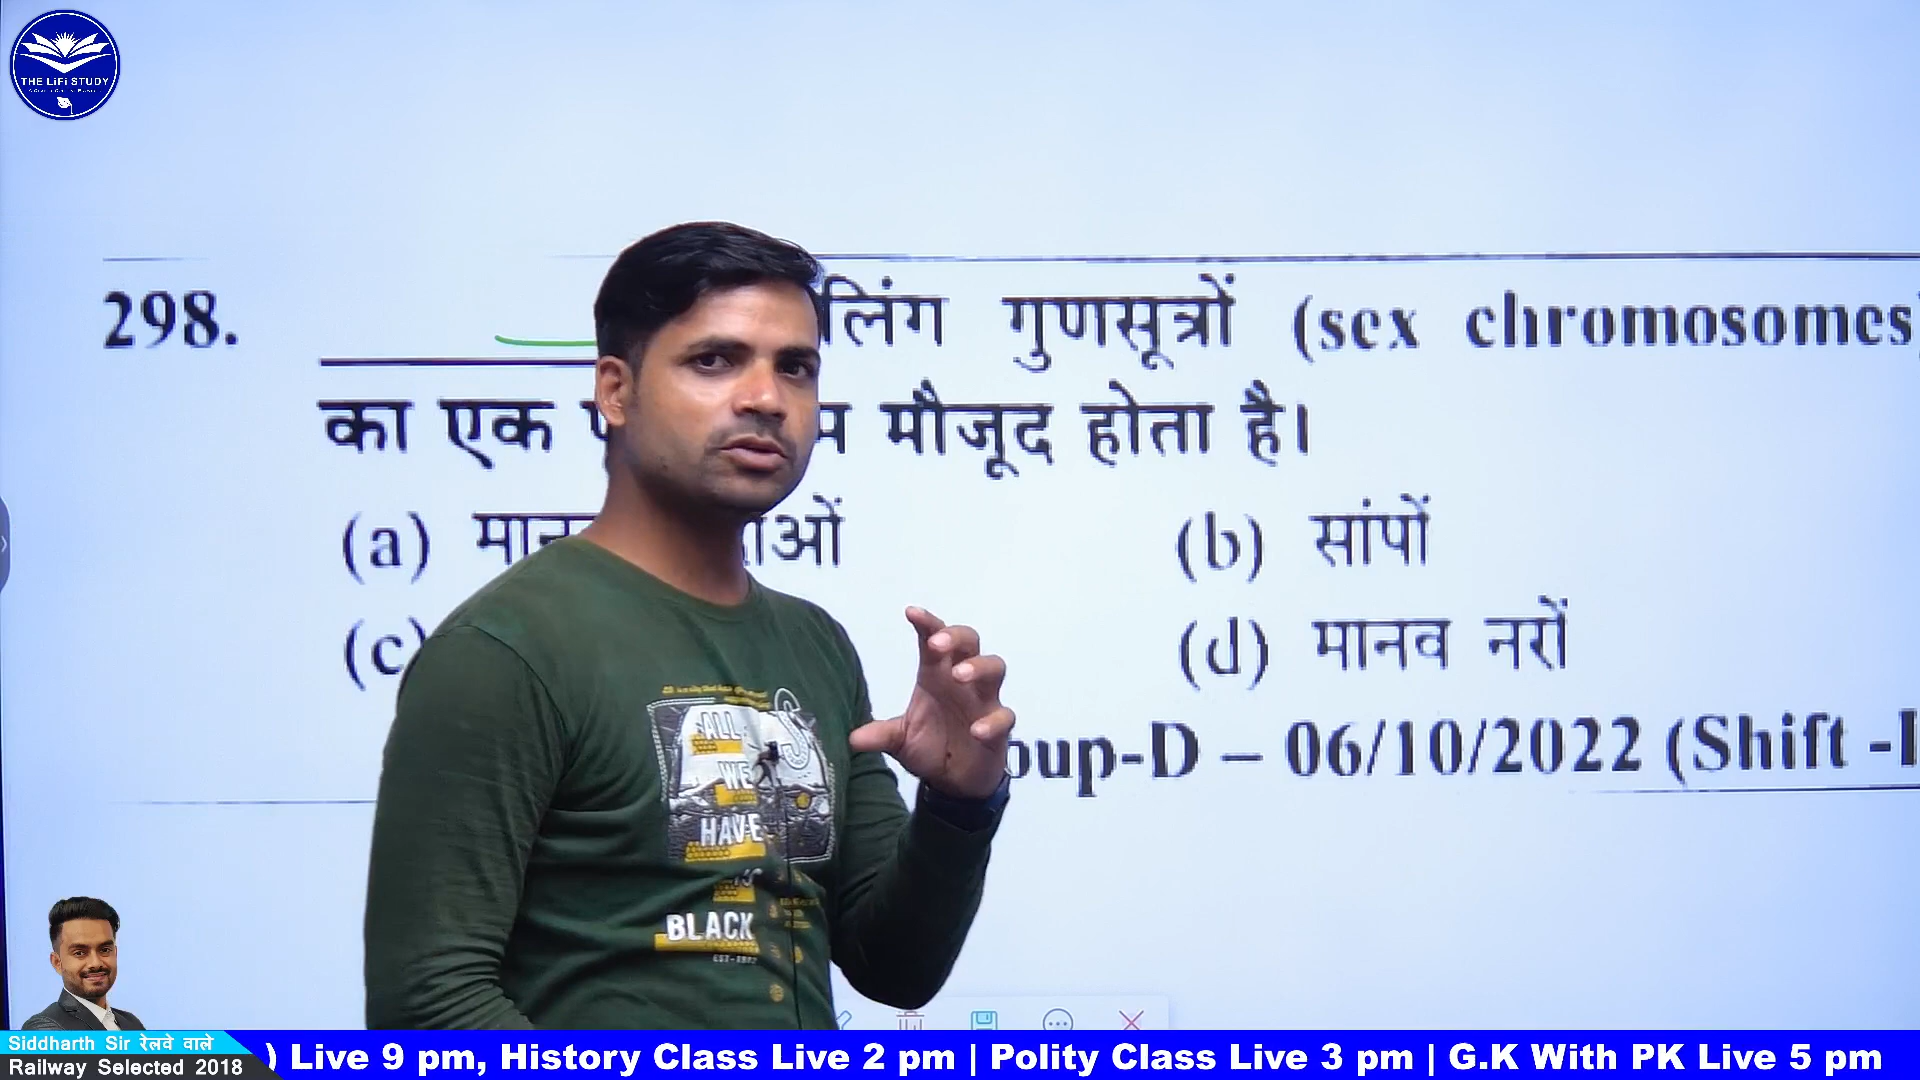 THE LiFi STUDY
298. लिंग गुणसूत्रों (sex chromosomes)
का एक मौजूद होता है।
(a) (b) सांपों
(c) (d) मानव नरों
Group-D – 06/10/2022 (Shift -I
ALL
WE
HAVE
BLACK
Siddharth Sir रेलवे वाले
Railway Selected 2018
) Live 9 pm, History Class Live 2 pm | Polity Class Live 3 pm | G.K With PK Live 5 pm